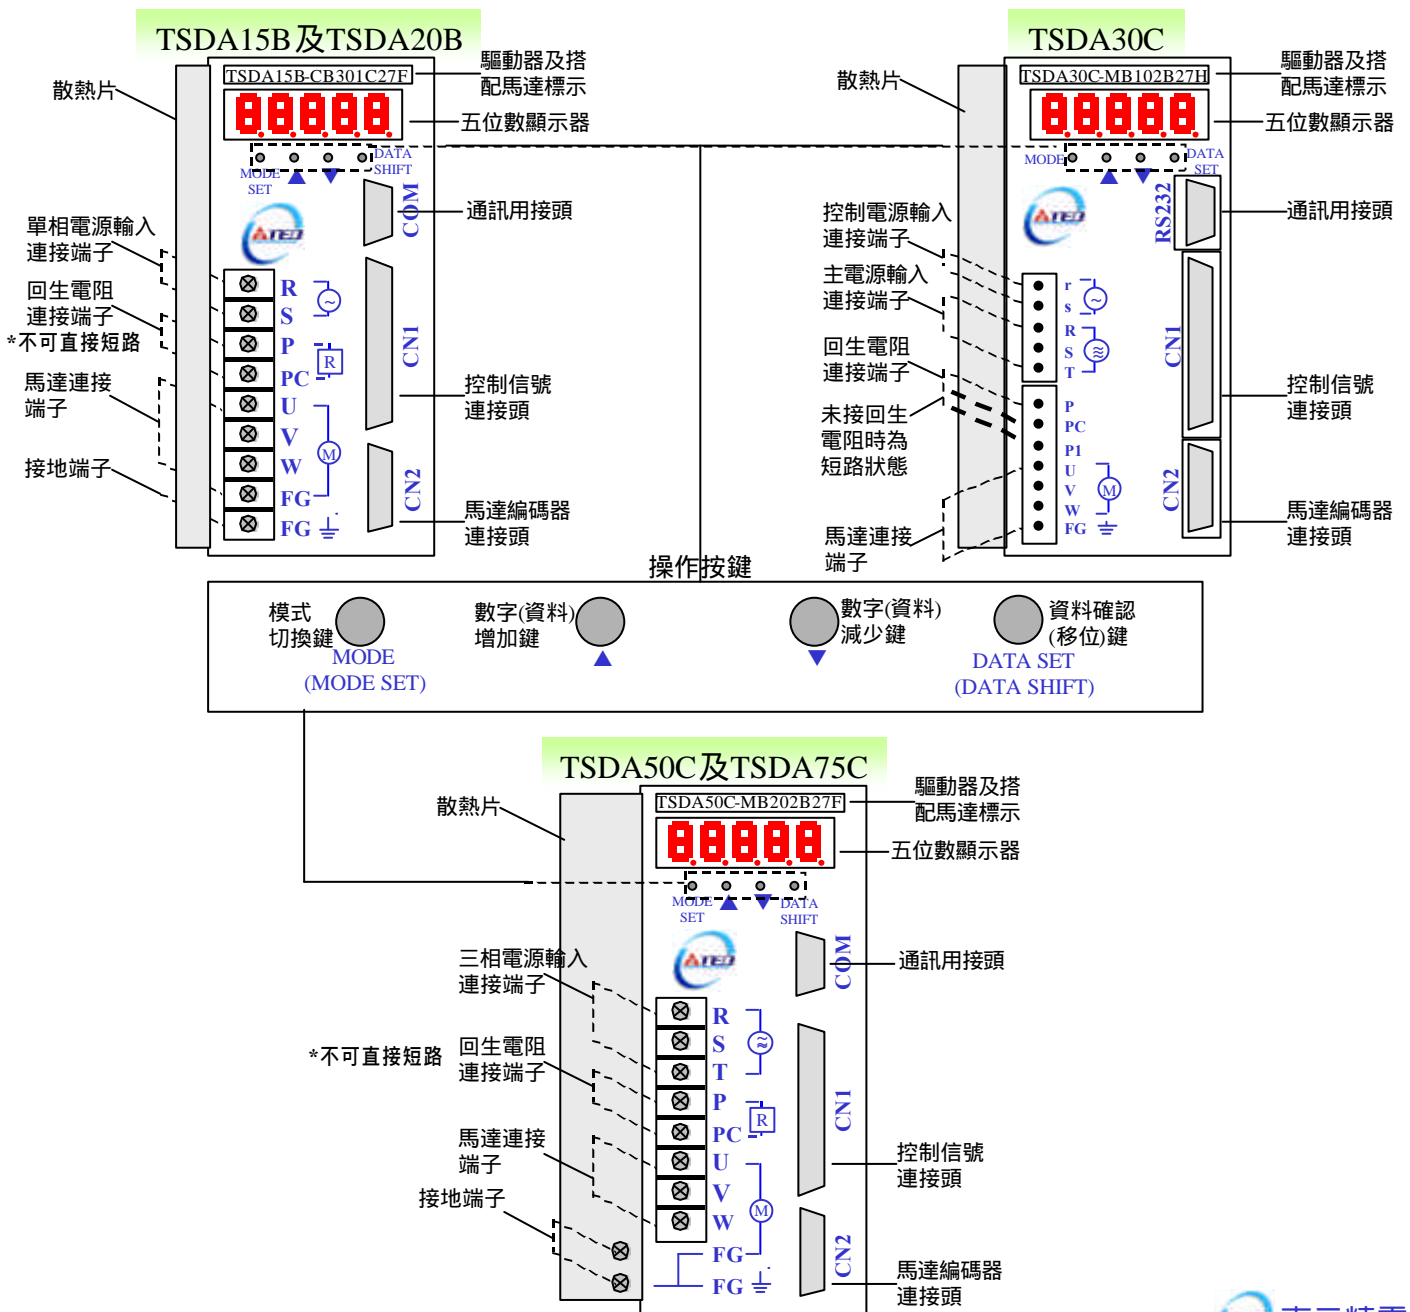 TSDA15B及TSDA20B
散熱片
TSDA15B-CB301C27F
驅動器及搭
配馬達標示
五位數顯示器
MODE
SET
DATA
SHIFT
COM
通訊用接頭
單相電源輸入
連接端子
回生電阻
連接端子
*不可直接短路
馬達連接
端子
接地端子
R
S
P
PC
U
V
W
FG
FG
R
M
CN1
控制信號
連接頭
CN2
馬達編碼器
連接頭
TSDA30C
散熱片
TSDA30C-MB102B27H
驅動器及搭
配馬達標示
五位數顯示器
MODE
DATA
SET
RS232
通訊用接頭
控制電源輸入
連接端子
主電源輸入
連接端子
回生電阻
連接端子
未接回生
電阻時為
短路狀態
馬達連接
端子
r
s
R
S
T
P
PC
P1
U
V
W
FG
M
CN1
控制信號
連接頭
CN2
馬達編碼器
連接頭
操作按鍵
模式
切換鍵
MODE
(MODE SET)
數字(資料)
增加鍵
數字(資料)
減少鍵
資料確認
(移位)鍵
DATA SET
(DATA SHIFT)
TSDA50C及TSDA75C
散熱片
TSDA50C-MB202B27F
驅動器及搭
配馬達標示
五位數顯示器
MODE
SET
DATA
SHIFT
COM
通訊用接頭
三相電源輸入
連接端子
*不可直接短路
回生電阻
連接端子
馬達連接
端子
接地端子
R
S
T
P
PC
U
V
W
FG
FG
R
M
CN1
控制信號
連接頭
CN2
馬達編碼器
連接頭